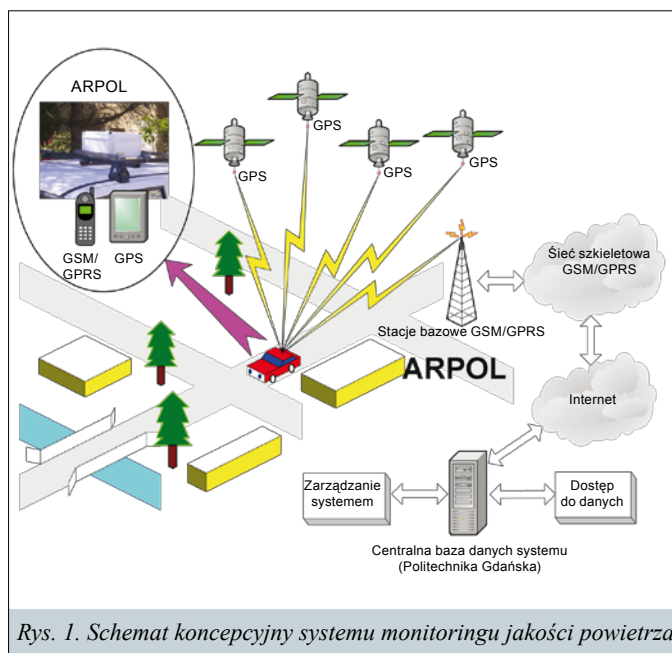 ARPOL
GSM/
GPRS
GPS
GPS
GPS
GPS
GPS
Stacje bazowe GSM/GPRS
Śieć szkieletowa
GSM/GPRS
ARPOL
Internet
Zarządzanie
systemem
Dostęp
do danych
Centralna baza danych systemu
(Politechnika Gdańska)
Rys. 1. Schemat koncepcyjny systemu monitoringu jakości powietrza